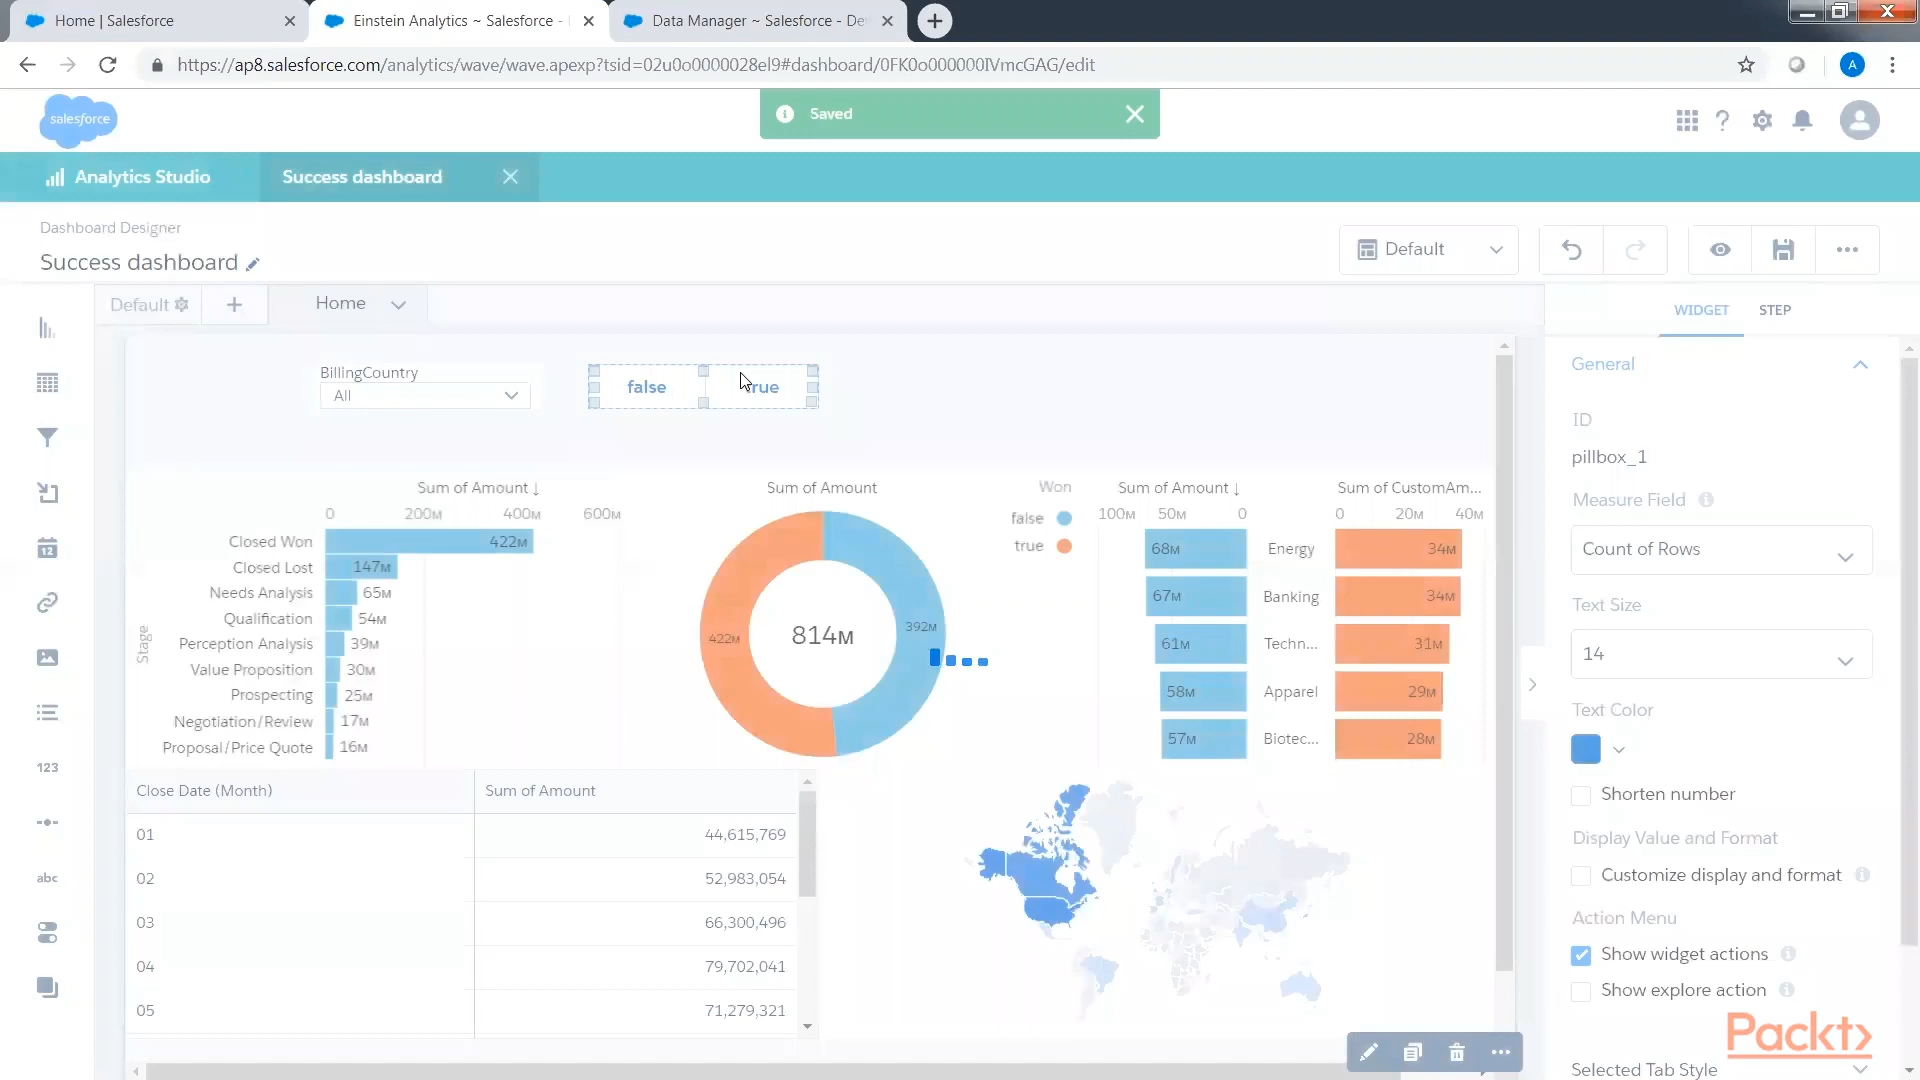 Home | Salesforce
Einstein Analytics ~ Salesforce -
Data Manager ~ Salesforce - De
https://ap8.salesforce.com/analytics/wave/wave.apexp?tsid=02u0o0000028el9#dashboard/0FK0o000000IVmcGAG/edit
A
salesforce
Saved
Analytics Studio
Success dashboard
Dashboard Designer
Success dashboard
Default
Default
Home
WIDGET
STEP
BillingCountry
All
false
true
General
ID
pillbox_1
Measure Field
Count of Rows
Text Size
14
Text Color
Shorten number
Display Value and Format
Customize display and format
Action Menu
Show widget actions
Show explore action
Selected Tab Style
Sum of Amount ↓
0 200M 400M 600M
Stage
Closed Won 422M
Closed Lost 147M
Needs Analysis 65M
Qualification 54M
Perception Analysis 39M
Value Proposition 30M
Prospecting 25M
Negotiation/Review 17M
Proposal/Price Quote 16M
Sum of Amount
Won
false
true
422M
814M
392M
Sum of Amount ↓
Sum of CustomAm...
100M 50M 0
0 20M 40M
68M Energy 34M
67M Banking 34M
61M Techn... 31M
58M Apparel 29M
57M Biotec... 28M
Close Date (Month) Sum of Amount
01 44,615,769
02 52,983,054
03 66,300,496
04 79,702,041
05 71,279,321
12
123
abc
Packt>